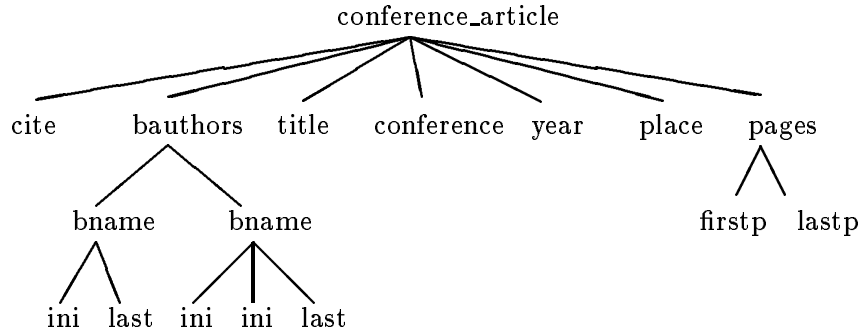 conference_article
cite bauthors title conference year place pages
bname bname firstp lastp
ini last ini ini last